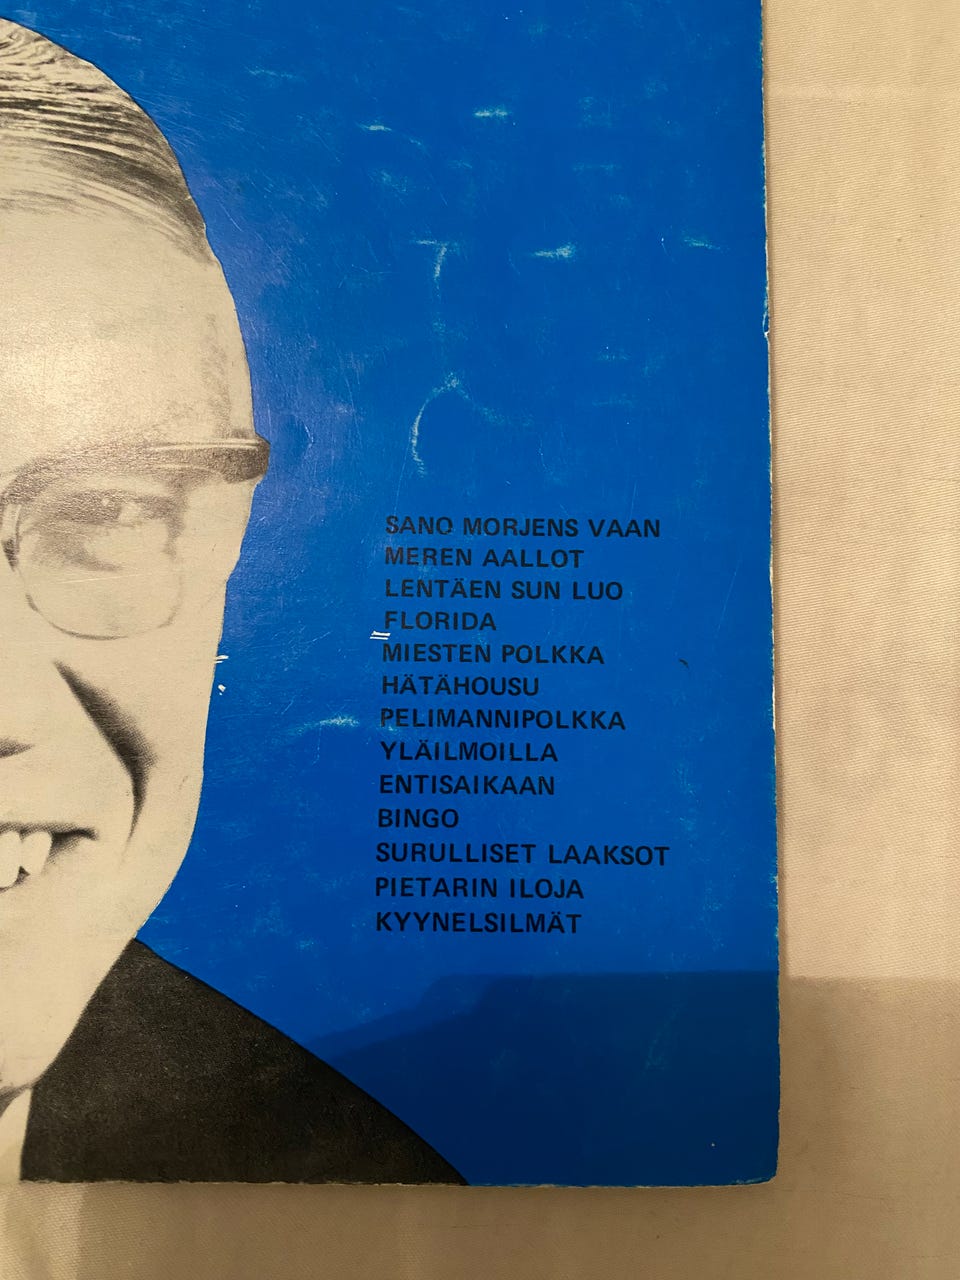 SANO MORJENS VAAN
MEREN AALLOT
LENTÄEN SUN LUO
FLORIDA
MIESTEN POLKKA
HÄTÄHOUSU
PELIMANNIPOLKKA
YLÄILMOILLA
ENTISAIKAAN
BINGO
SURULLISET LAAKSOT
PIETARIN ILOJA
KYYNELSILMÄT